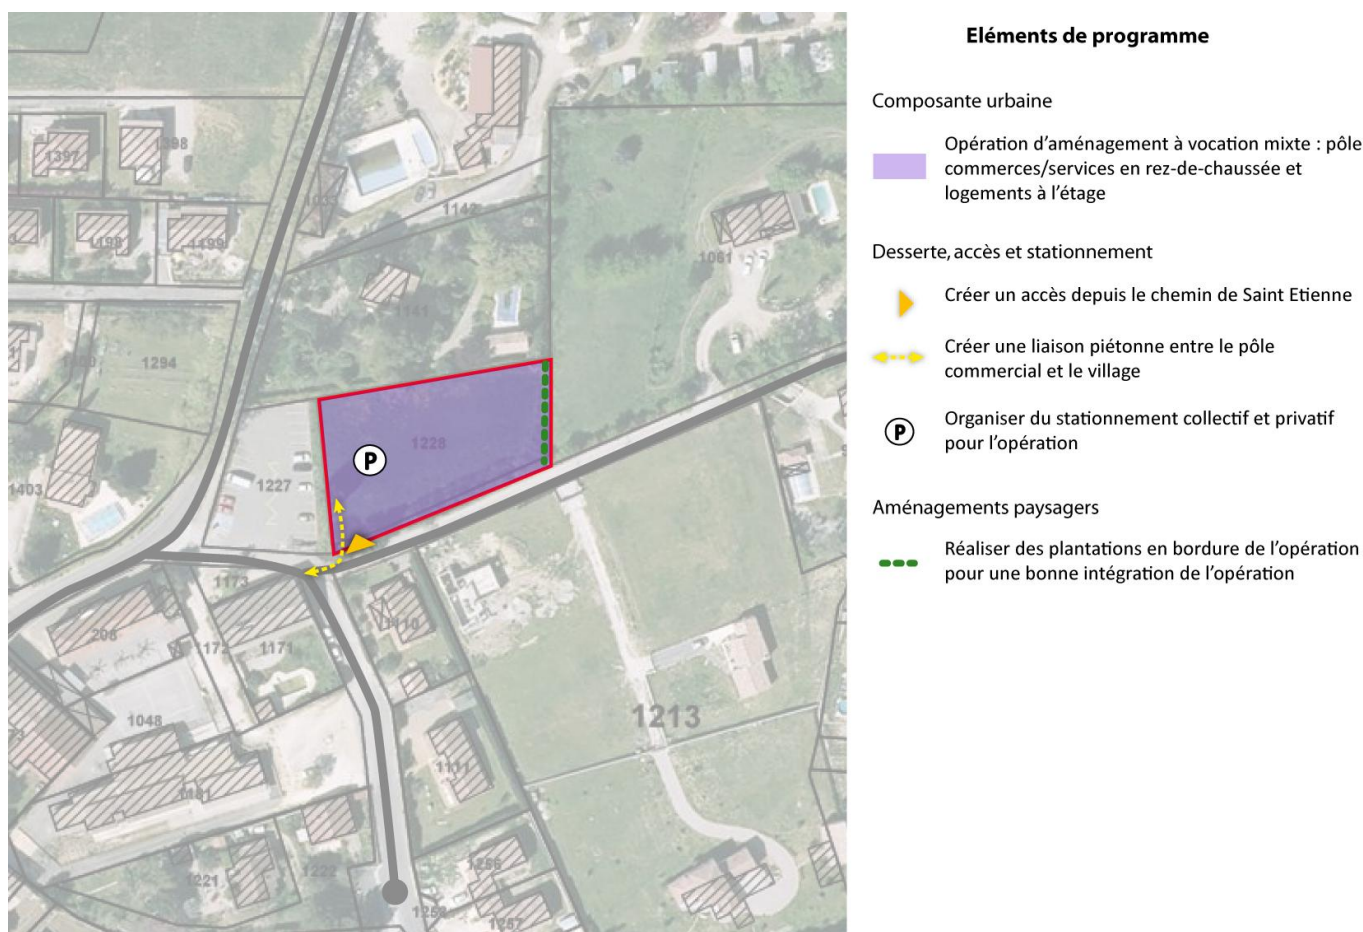 Eléments de programme
Composante urbaine
Opération d’aménagement à vocation mixte : pôle
commerces/services en rez-de-chaussée et
logements à l’étage
Desserte, accès et stationnement
Créer un accès depuis le chemin de Saint Etienne
Créer une liaison piétonne entre le pôle
commercial et le village
P
Organiser du stationnement collectif et privatif
pour l’opération
Aménagements paysagers
Réaliser des plantations en bordure de l’opération
pour une bonne intégration de l’opération
1397
1398
1198
1199
1061
1141
1294
1228
P
1227
1403
1173
208
1172
1171
1110
1213
1048
1111
1181
1221
1222
1256
1257